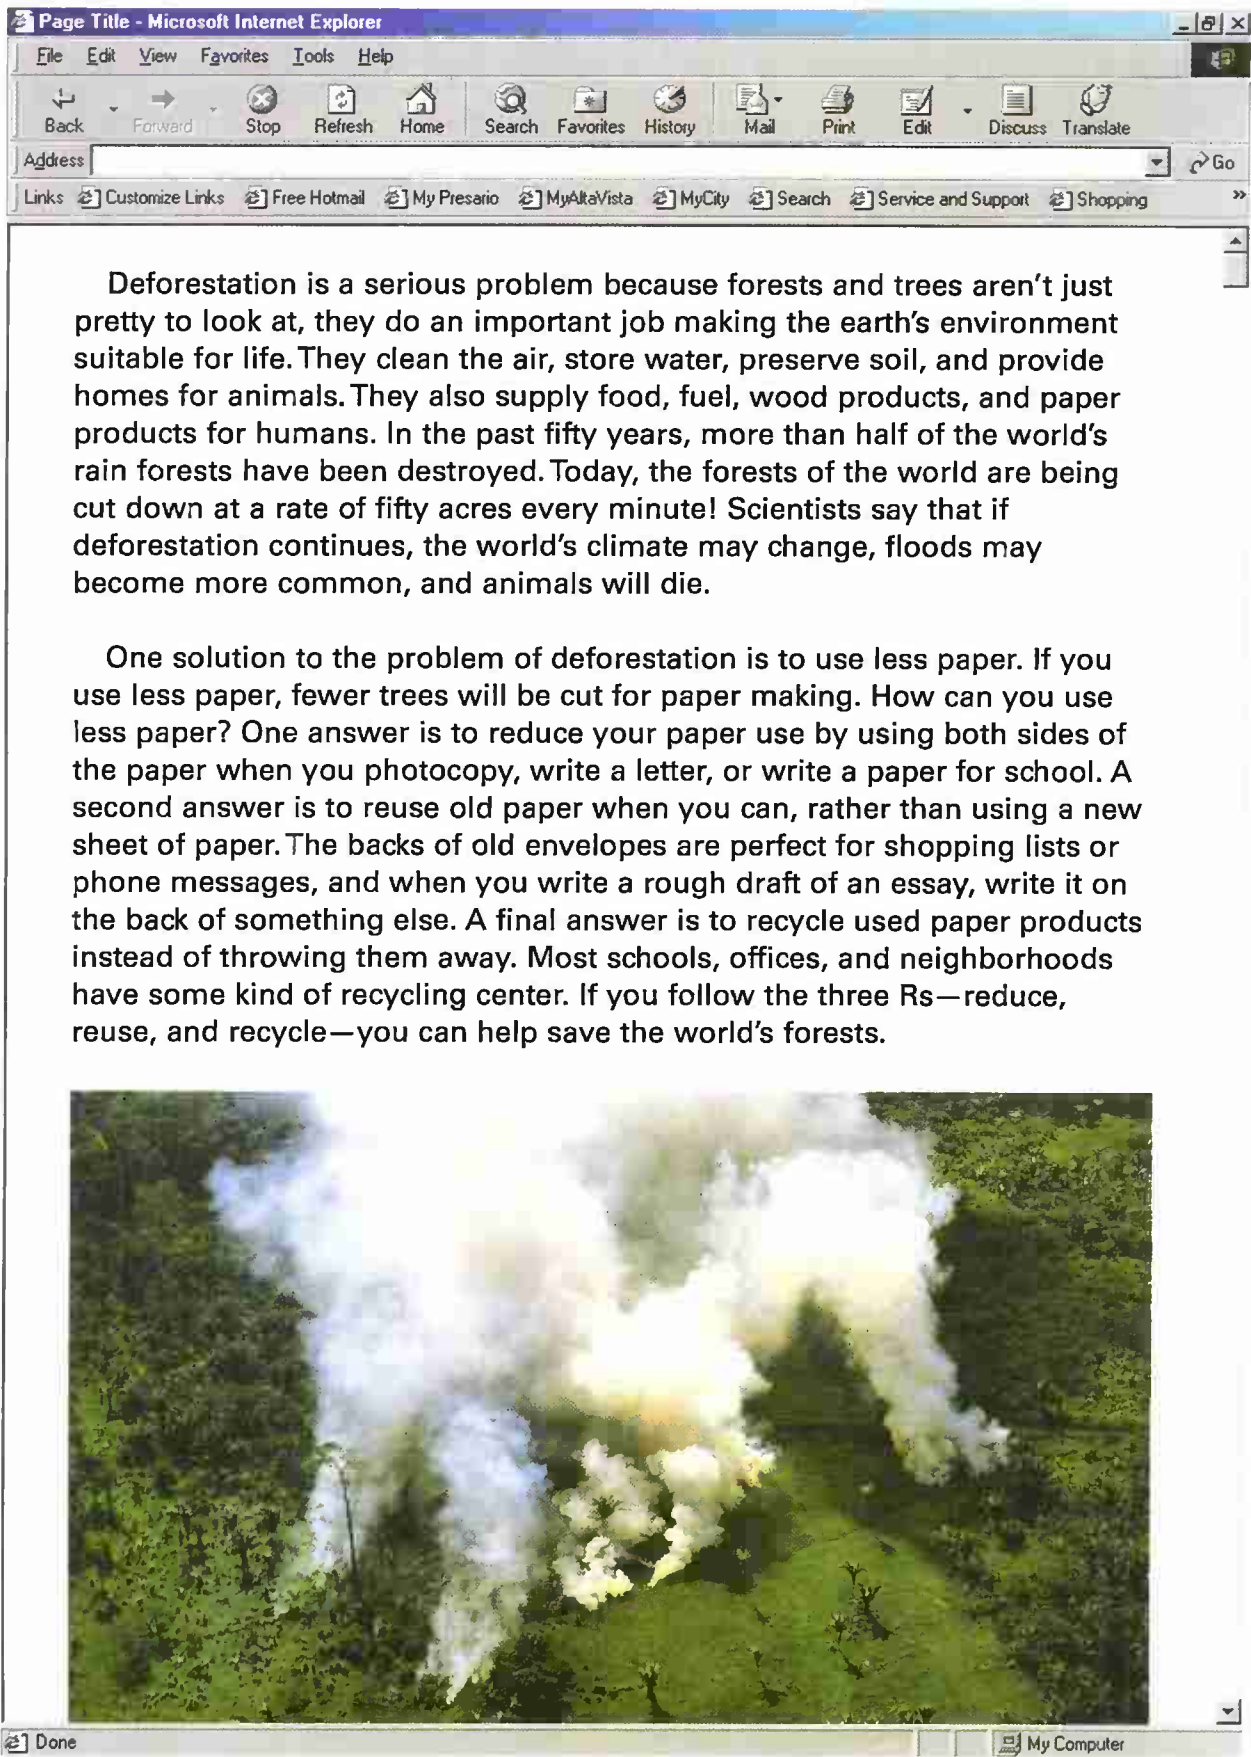 Page Title - Microsoft Internet Explorer
File Edit View Favorites Tools Help
Back Forward Stop Refresh Home Search Favorites History Mail Print Edit Discuss Translate
Address Go
Links Customize Links Free Hotmail My Presario MyAltaVista MyCity Search Service and Support Shopping »
Deforestation is a serious problem because forests and trees aren't just
pretty to look at, they do an important job making the earth's environment
suitable for life. They clean the air, store water, preserve soil, and provide
homes for animals. They also supply food, fuel, wood products, and paper
products for humans. In the past fifty years, more than half of the world's
rain forests have been destroyed. Today, the forests of the world are being
cut down at a rate of fifty acres every minute! Scientists say that if
deforestation continues, the world's climate may change, floods may
become more common, and animals will die.
One solution to the problem of deforestation is to use less paper. If you
use less paper, fewer trees will be cut for paper making. How can you use
less paper? One answer is to reduce your paper use by using both sides of
the paper when you photocopy, write a letter, or write a paper for school. A
second answer is to reuse old paper when you can, rather than using a new
sheet of paper. The backs of old envelopes are perfect for shopping lists or
phone messages, and when you write a rough draft of an essay, write it on
the back of something else. A final answer is to recycle used paper products
instead of throwing them away. Most schools, offices, and neighborhoods
have some kind of recycling center. If you follow the three Rs—reduce,
reuse, and recycle—you can help save the world's forests.
Done My Computer